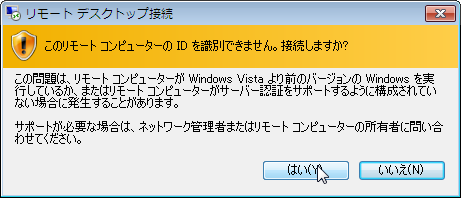 リモート デスクトップ接続
このリモート コンピューターの ID を識別できません。接続しますか?
この問題は、リモート コンピューターが Windows Vista より前のバージョンの Windows を実
行しているか、またはリモート コンピューターがサーバー認証をサポートするように構成されてい
ない場合に発生することがあります。
サポートが必要な場合は、ネットワーク管理者またはリモート コンピューターの所有者に問い合
わせてください。
はい(Y) いいえ(N)